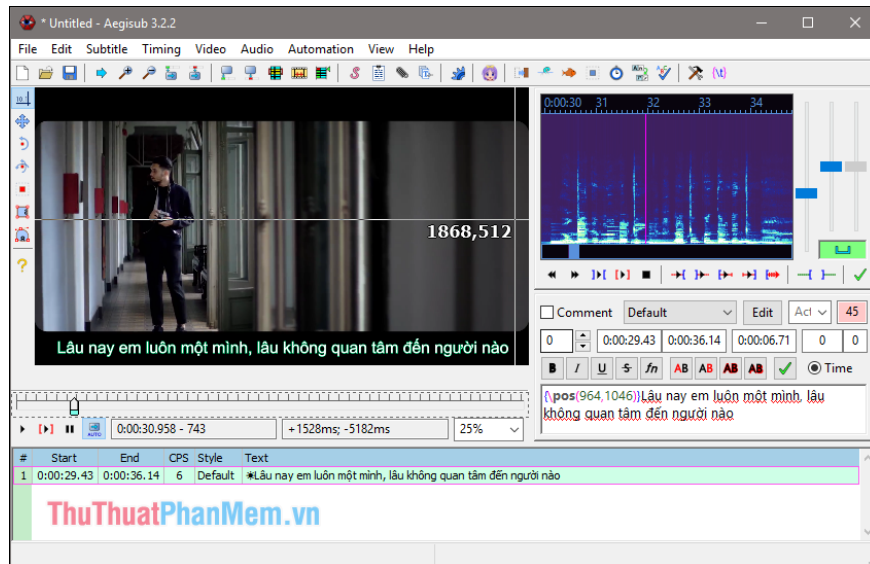 * Untitled - Aegisub 3.2.2
File Edit Subtitle Timing Video Audio Automation View Help
0:00:30 31 32 33 34
1868,512
Lâu nay em luôn một mình, lâu không quan tâm đến người nào
Comment Default Edit Act 45
0 0:00:29.43 0:00:36.14 0:00:06.71 0 0
B I U S fn AB AB AB AB Time
{\pos(964,1046)}Lâu nay em luôn một mình, lâu
không quan tâm đến người nào
AUTO 0:00:30.958 - 743 +1528ms; -5182ms 25%
# Start End CPS Style Text
1 0:00:29.43 0:00:36.14 6 Default ☀Lâu nay em luôn một mình, lâu không quan tâm đến người nào
ThuThuatPhanMem.vn